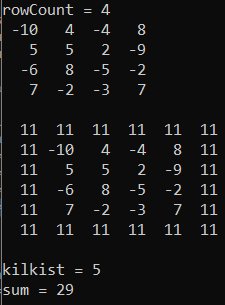 rowCount = 4
-10 4 -4 8
5 5 2 -9
-6 8 -5 -2
7 -2 -3 7
11 11 11 11 11 11
11 -10 4 -4 8 11
11 5 5 2 -9 11
11 -6 8 -5 -2 11
11 7 -2 -3 7 11
11 11 11 11 11 11
kilkist = 5
sum = 29